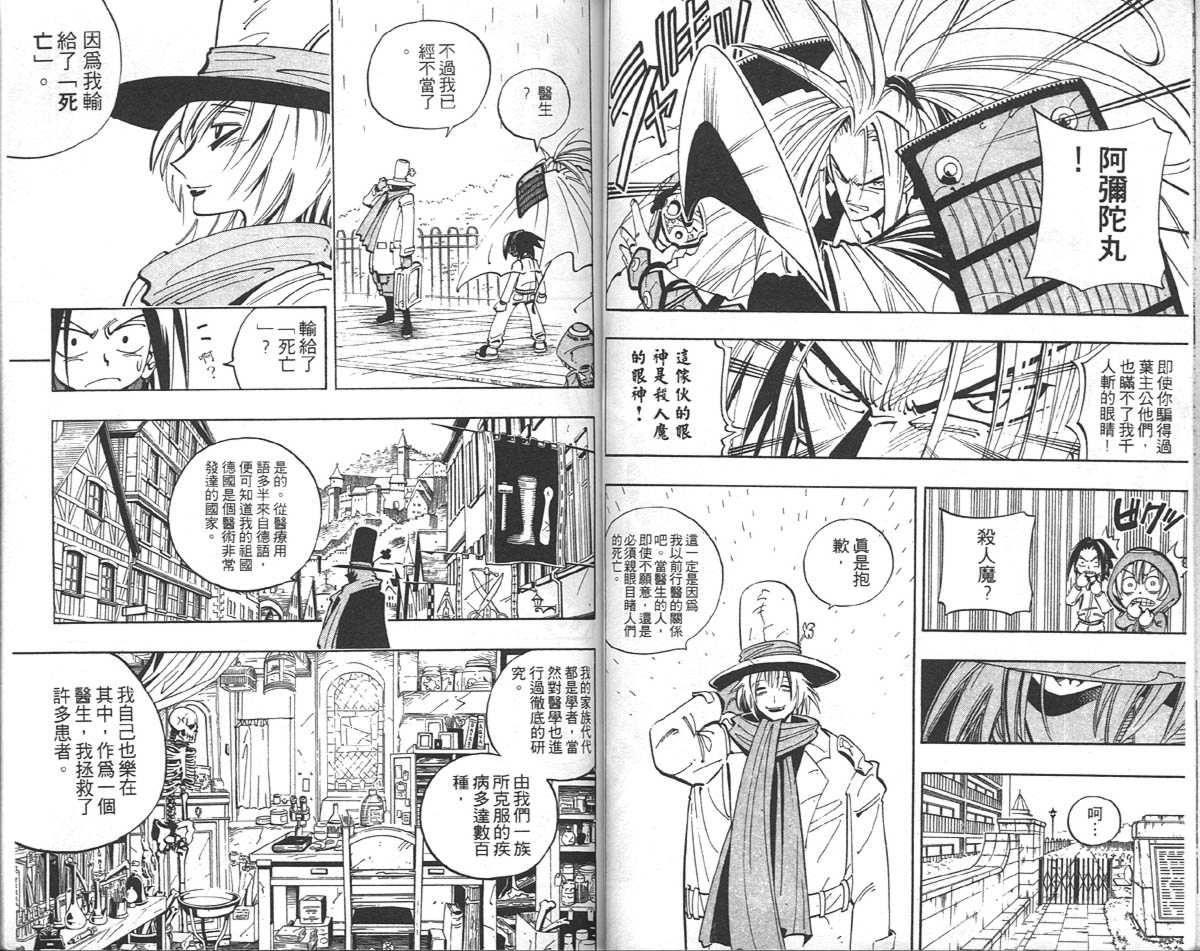 阿彌陀丸
！
即使你騙得過
葉主公他們，
也瞞不了我千
人斬的眼睛！
這傢伙的眼
神是殺人魔
的眼神！
ビクッ
殺人魔？
呵…
真是抱
歉，
這一定是因為
我以前行醫的關係
吧。當醫生的人，
即使不願意，還是
必須親眼目睹人們
的死亡。
醫生
？
不過我已
經不當了
。
因爲我輸
給了「死
亡」。
輸給了
「死亡
」？
啊？
是的。從醫療用
語多半來自德語，
便可知道我的祖國
德國是個醫術非常
發達的國家。
我的家族代代
都是學者，當
然對醫學也進
行過徹底的研
究。
由我們一族
所克服的疾
病多達數百
種，
我自己也樂在
其中，作爲一個
醫生，我拯救了
許多患者。